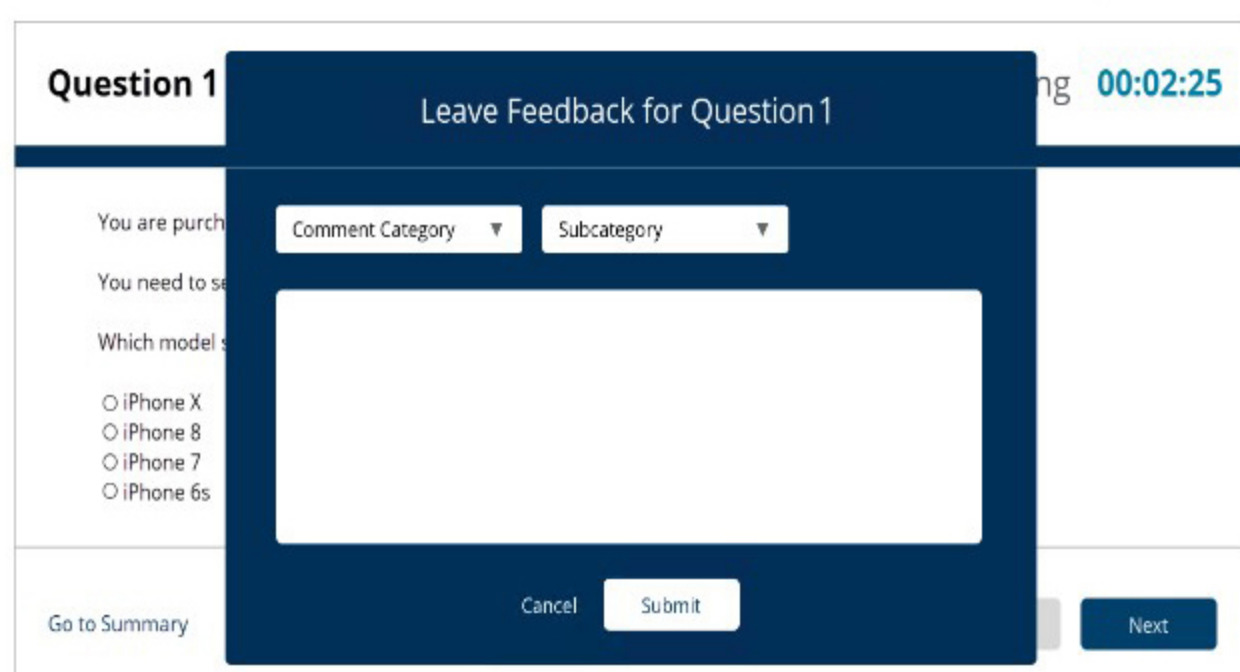 Question 1
ng 00:02:25
Leave Feedback for Question 1
You are purch
Comment Category ▼ Subcategory ▼
You need to se
Which model s
iPhone X
iPhone 8
iPhone 7
iPhone 6s
Cancel Submit
Go to Summary
Next